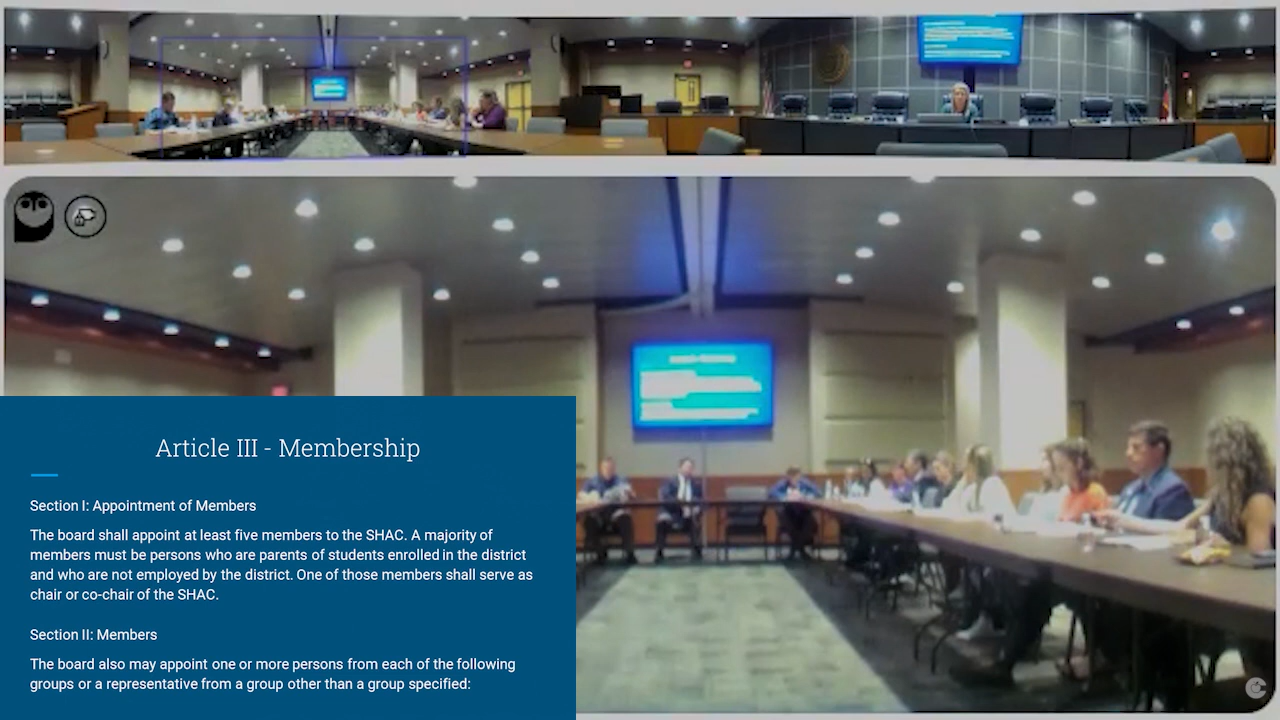 Article III - Membership
Section I: Appointment of Members
The board shall appoint at least five members to the SHAC. A majority of
members must be persons who are parents of students enrolled in the district
and who are not employed by the district. One of those members shall serve as
chair or co-chair of the SHAC.
Section II: Members
The board also may appoint one or more persons from each of the following
groups or a representative from a group other than a group specified: